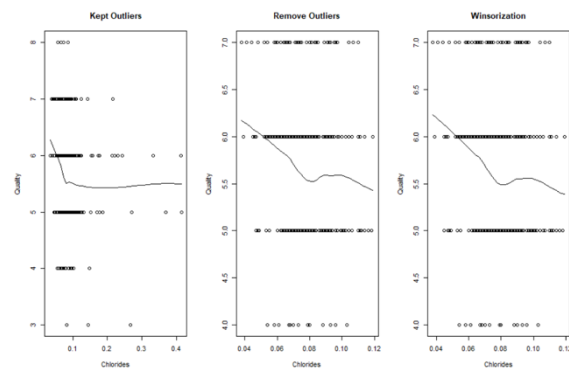 Kept Outliers
Quality
8
7
6
5
4
3
0.1 0.2 0.3 0.4
Chlorides
Remove Outliers
Quality
7.0
6.5
6.0
5.5
5.0
4.5
4.0
0.04 0.06 0.08 0.10 0.12
Chlorides
Winsorization
Quality
7.0
6.5
6.0
5.5
5.0
4.5
4.0
0.04 0.06 0.08 0.10 0.12
Chlorides